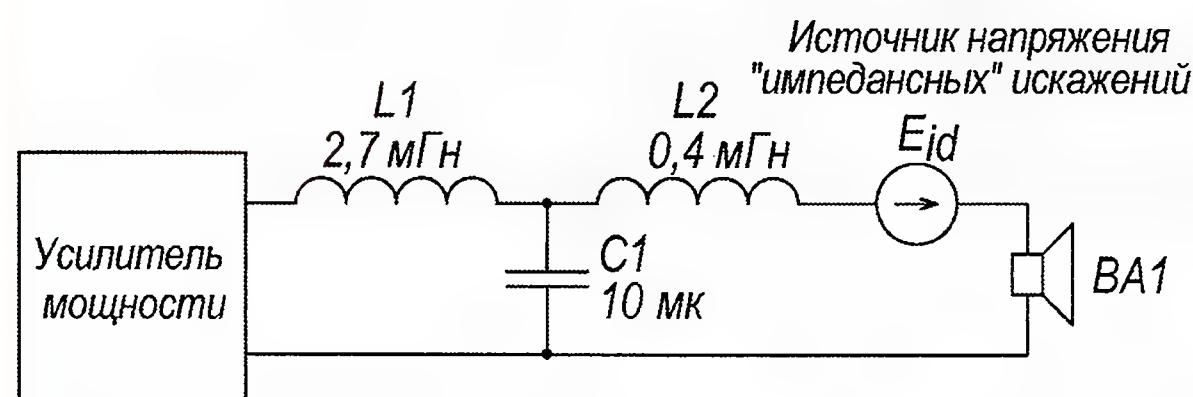 Источник напряжения
"импедансных" искажений
L1
2,7 мГн
L2
0,4 мГн
Eid
Усилитель
мощности
C1
10 мк
BA1